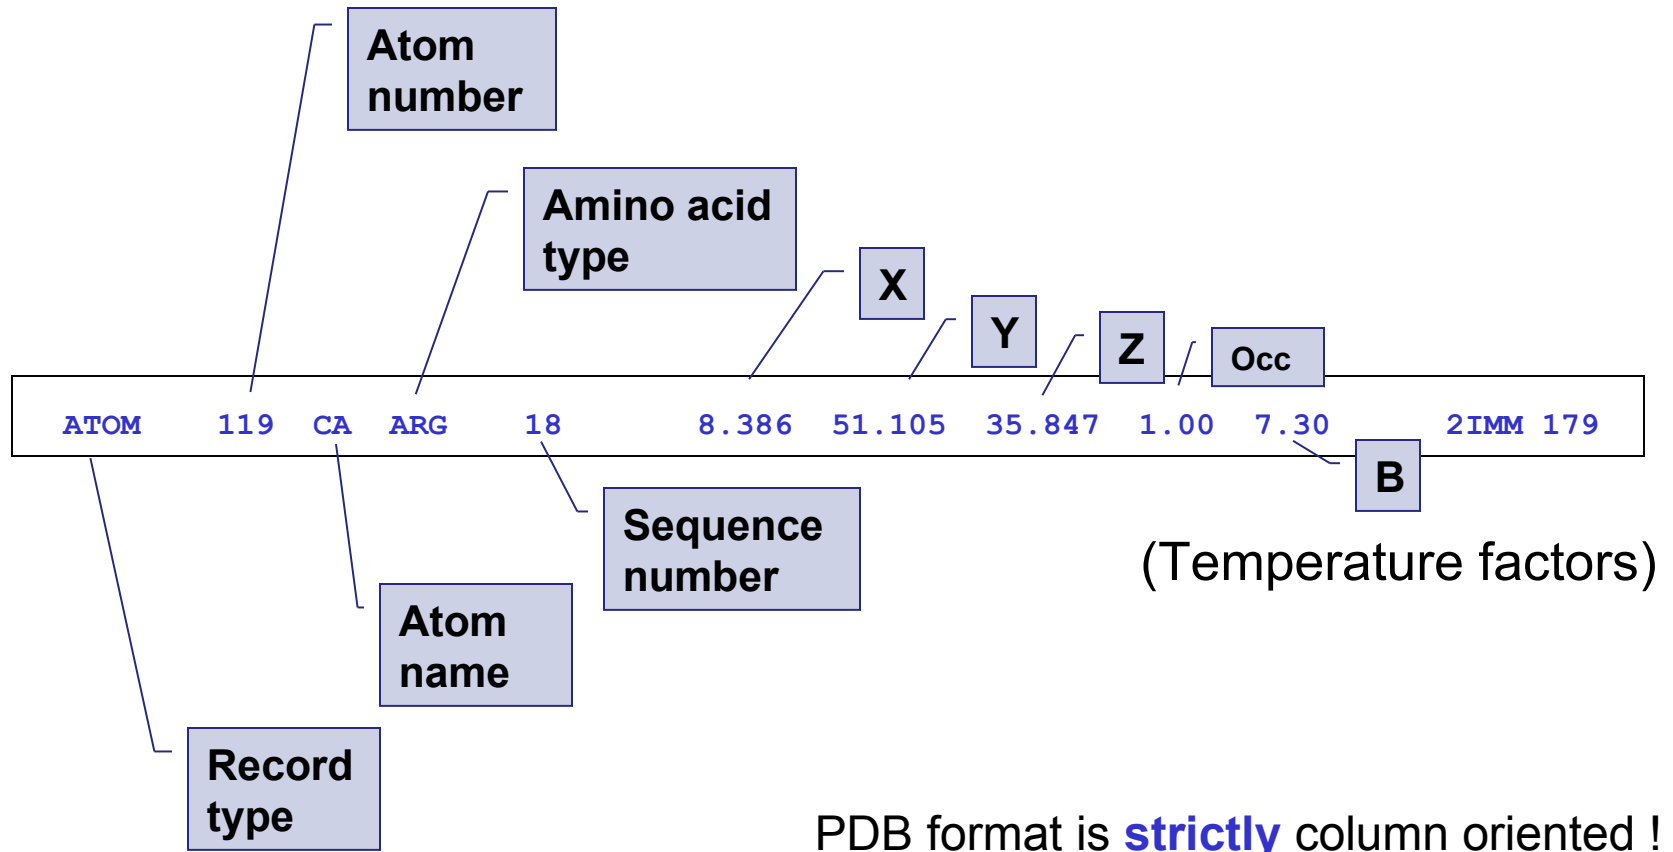 Atom
number
Amino acid
type
X
Y
Z
Occ
ATOM 119 CA ARG 18 8.386 51.105 35.847 1.00 7.30 2IMM 179
B
Sequence
number
(Temperature factors)
Atom
name
Record
type
PDB format is strictly column oriented !